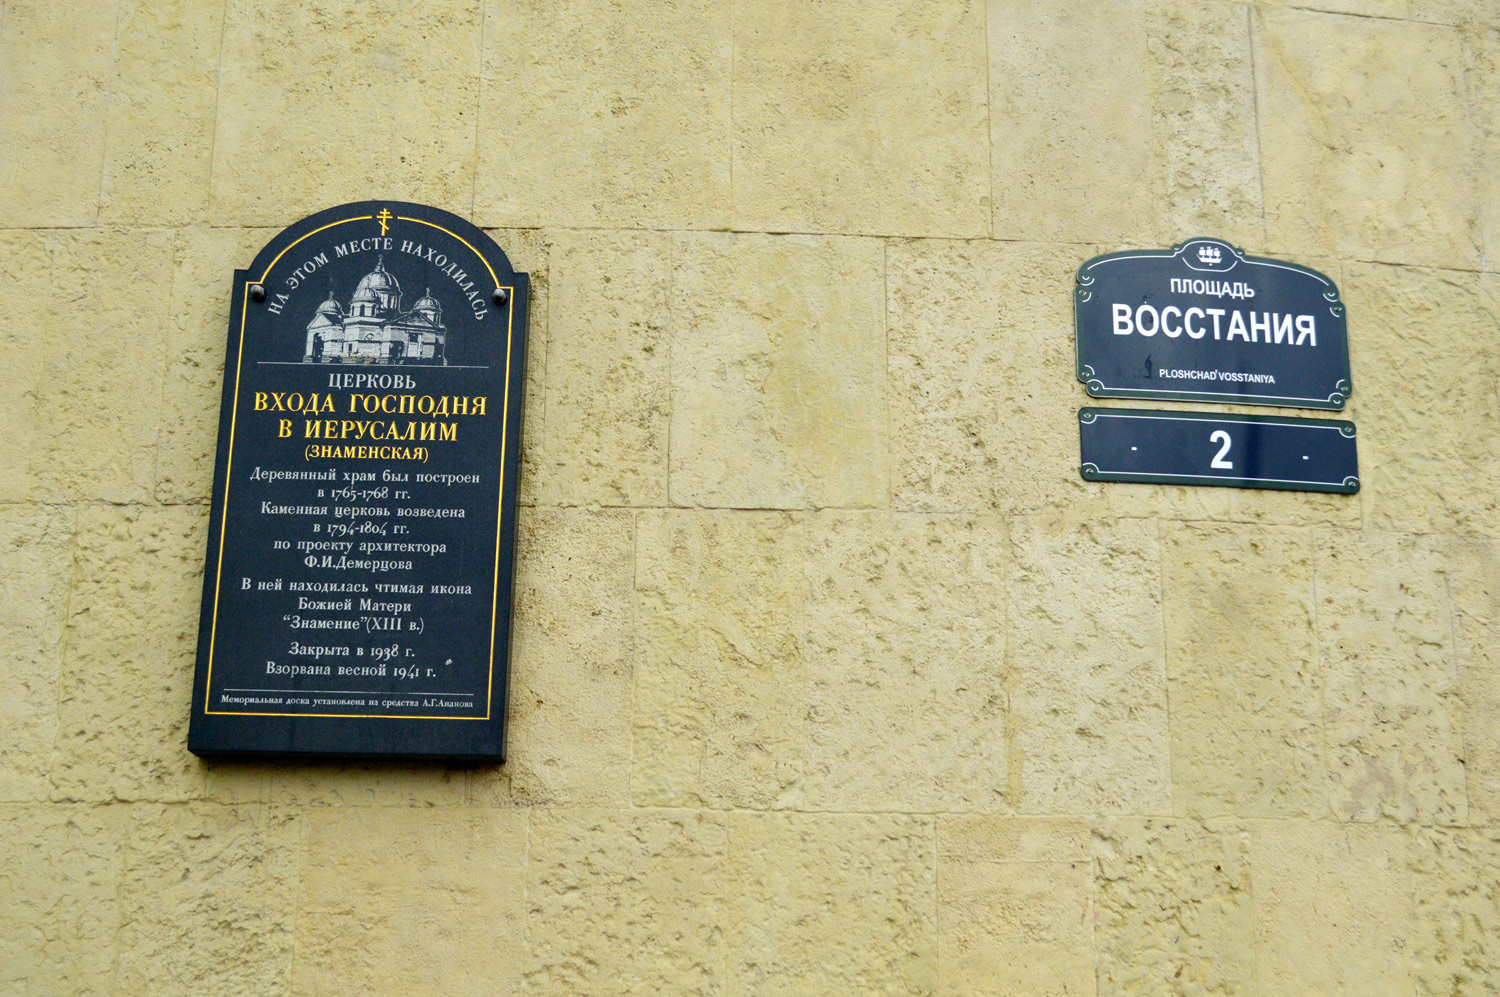 НА ЭТОМ МЕСТЕ НАХОДИЛАСЬ
ЦЕРКОВЬ
ВХОДА ГОСПОДНЯ
В ИЕРУСАЛИМ
(ЗНАМЕНСКАЯ)
Деревянный храм был построен
в 1765-1768 гг.
Каменная церковь возведена
в 1794-1804 гг.
по проекту архитектора
Ф.И.Демерцова
В ней находилась чтимая икона
Божией Матери
“Знамение”(XIII в.)
Закрыта в 1938 г.
Взорвана весной 1941 г.
Мемориальная доска установлена на средства А.Г.Ананова
ПЛОЩАДЬ
ВОССТАНИЯ
PLOSHCHAD' VOSSTANIYA
- 2 -